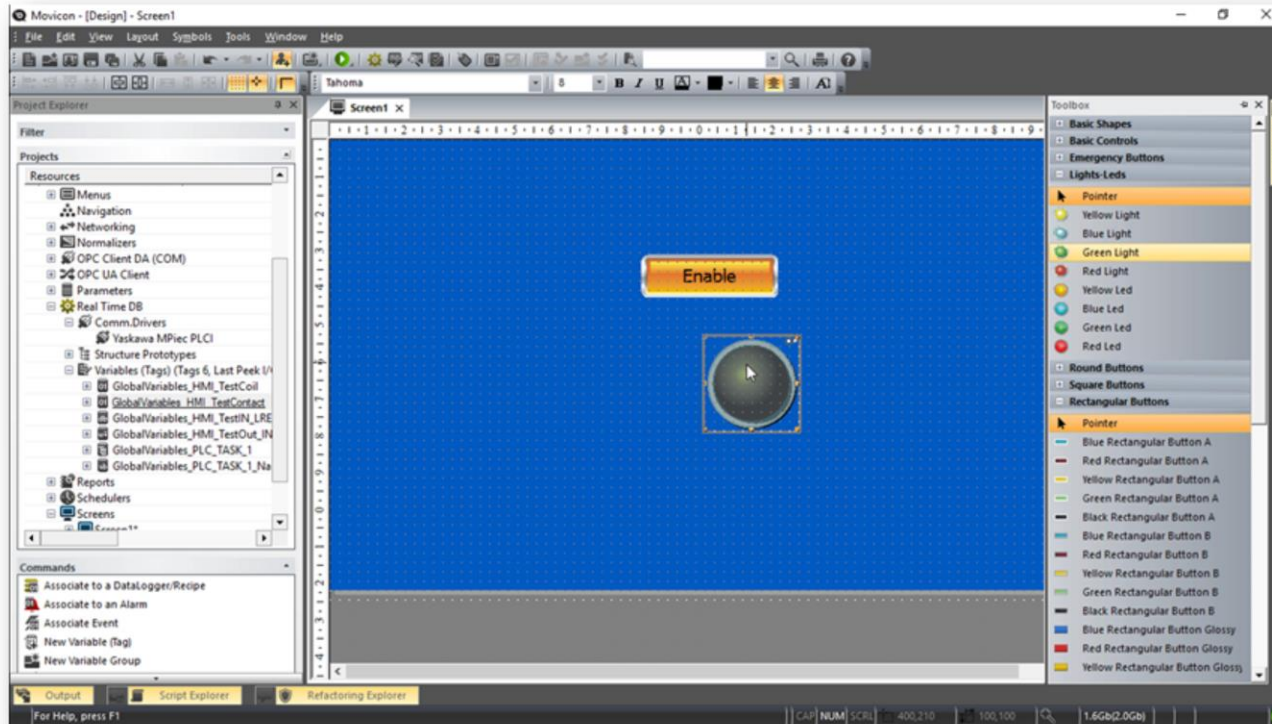 Movicon - [Design] - Screen1
File Edit View Layout Symbols Tools Window Help
Tahoma 8 B I U A A
Project Explorer
Filter
Projects
Resources
Menus
Navigation
Networking
Normalizers
OPC Client DA (COM)
OPC UA Client
Parameters
Real Time DB
Comm.Drivers
Yaskawa MPiec PLCI
Structure Prototypes
Variables (Tags) (Tags 6, Last Peek I/
GlobalVariables_HMI_TestCoil
GlobalVariables_HMI_TestContact
GlobalVariables_HMI_TestIN_LRE
GlobalVariables_HMI_TestOut_IN
GlobalVariables_PLC_TASK_1
GlobalVariables_PLC_TASK_1_Na
Reports
Schedulers
Screens
Screen1*
Commands
Associate to a DataLogger/Recipe
Associate to an Alarm
Associate Event
New Variable (Tag)
New Variable Group
Screen1
Enable
Toolbox
Basic Shapes
Basic Controls
Emergency Buttons
Lights-Leds
Pointer
Yellow Light
Blue Light
Green Light
Red Light
Yellow Led
Blue Led
Green Led
Red Led
Round Buttons
Square Buttons
Rectangular Buttons
Pointer
Blue Rectangular Button A
Red Rectangular Button A
Yellow Rectangular Button A
Green Rectangular Button A
Black Rectangular Button A
Blue Rectangular Button B
Red Rectangular Button B
Yellow Rectangular Button B
Green Rectangular Button B
Black Rectangular Button B
Blue Rectangular Button Glossy
Red Rectangular Button Glossy
Yellow Rectangular Button Glossy
Output Script Explorer Refactoring Explorer
For Help, press F1 CAP NUM SCRL 400,210 100,100 1.6Gb(2.0Gb)